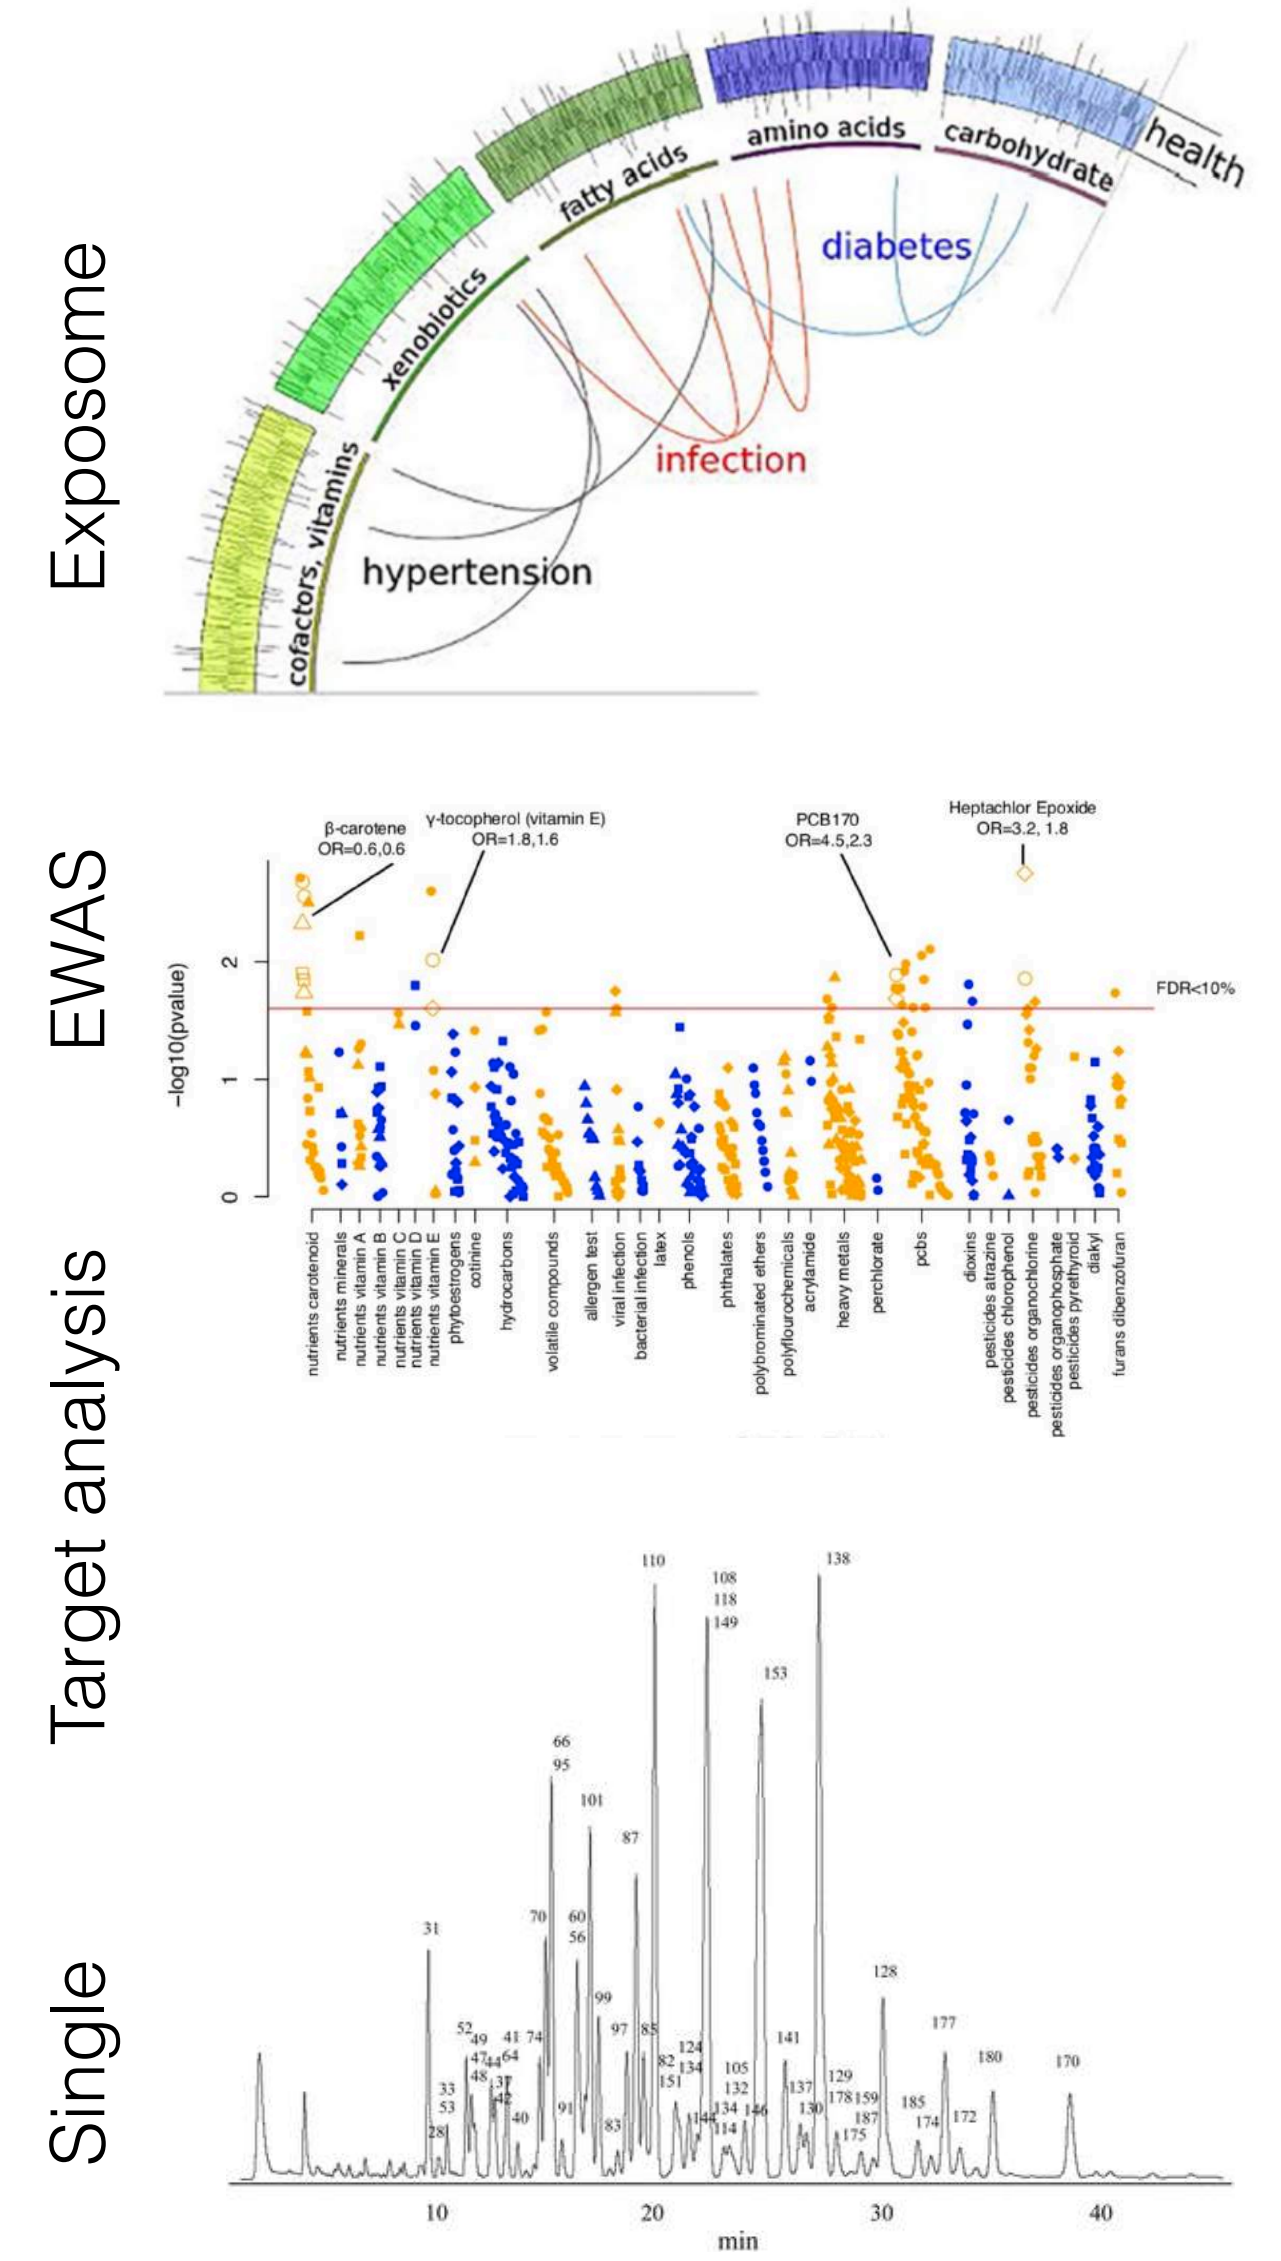 Exposome
amino acids
carbohydrate
health
fatty acids
diabetes
xenobiotics
infection
cofactors, vitamins
hypertension
EWAS
β-carotene
OR=0.6,0.6
γ-tocopherol (vitamin E)
OR=1.8,1.6
PCB170
OR=4.5,2.3
Heptachlor Epoxide
OR=3.2, 1.8
−log10(pvalue)
2
1
0
FDR<10%
nutrients carotenoid
nutrients minerals
nutrients vitamin A
nutrients vitamin B
nutrients vitamin C
nutrients vitamin D
nutrients vitamin E
phytoestrogens
cotinine
hydrocarbons
volatile compounds
allergen test
viral infection
bacterial infection
latex
phenols
phthalates
polybrominated ethers
polyflourochemicals
acrylamide
heavy metals
perchlorate
pcbs
dioxins
pesticides atrazine
pesticides chlorophenol
pesticides organochlorine
pesticides organophosphate
pesticides pyrethyroid
diakyl
furans dibenzofuran
Target analysis
Single
31
28
33
53
52
49
47
48
44
37
42
41
64
40
74
70
66
95
91
60
56
101
99
83
97
87
85
110
82
151
124
134
144
108
118
149
105
132
134
114
146
153
141
137
130
138
129
178
175
159
187
128
185
174
177
172
180
170
10
20
30
40
min